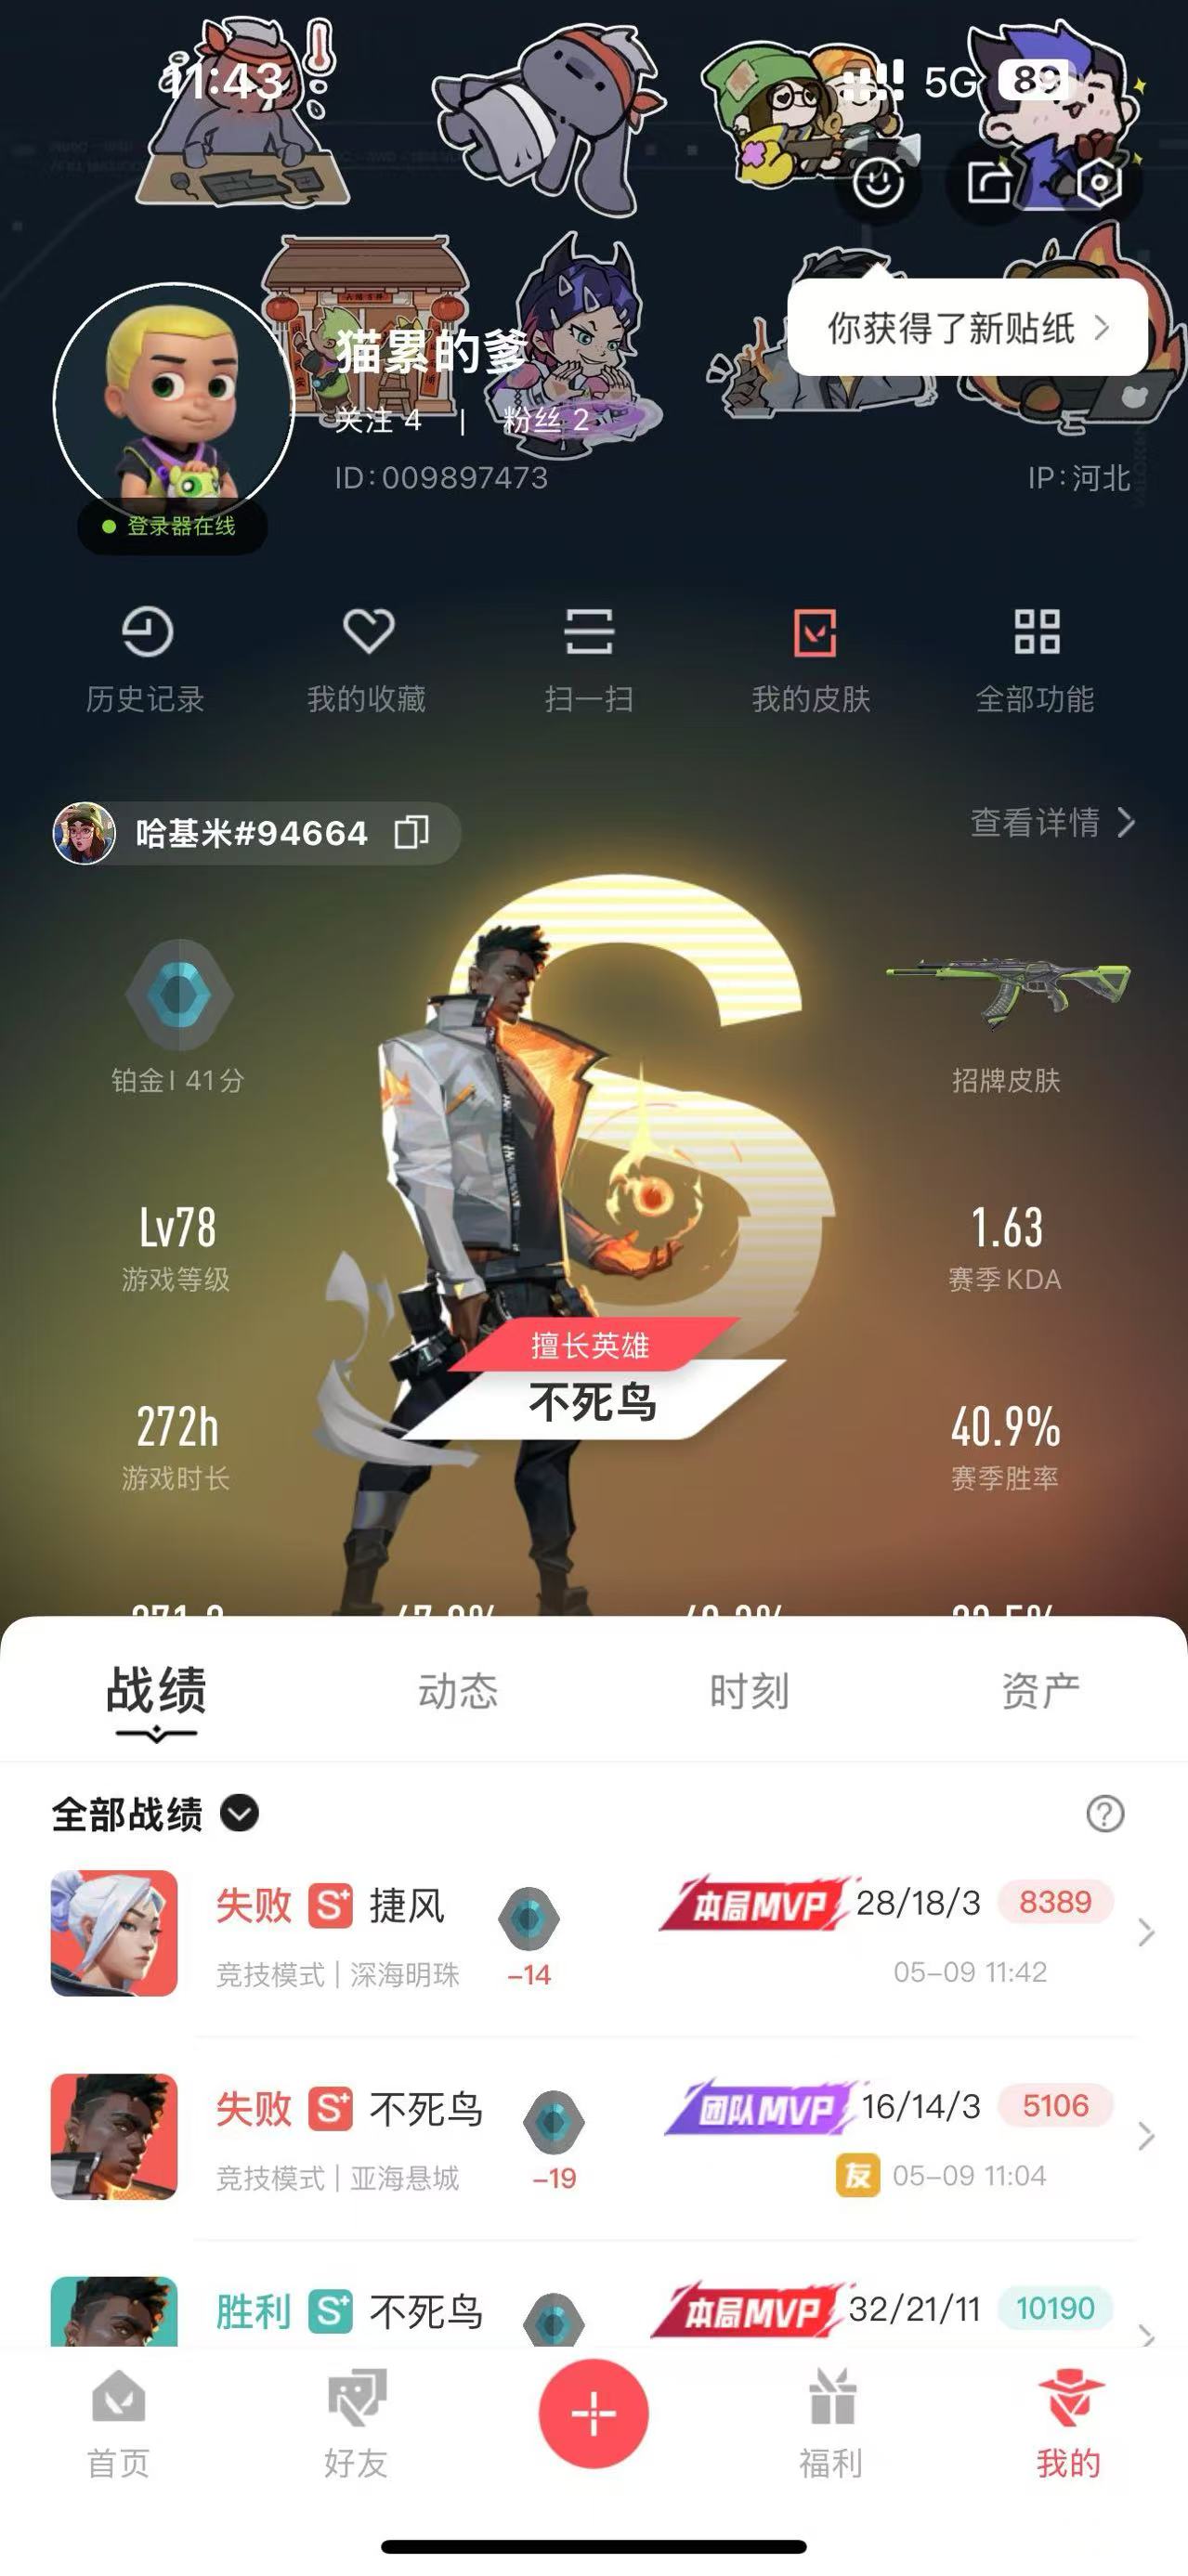 11:43
5G 89
你获得了新贴纸
猫累的爹
关注 4 | 粉丝 2
ID:009897473
IP:河北
登录器在线
历史记录 我的收藏 扫一扫 我的皮肤 全部功能
哈基米#94664
查看详情
铂金I 41分
招牌皮肤
Lv78
游戏等级
1.63
赛季KDA
擅长英雄
不死鸟
272h
游戏时长
40.9%
赛季胜率
战绩 动态 时刻 资产
全部战绩
失败 S+ 捷风 本局MVP 28/18/3 8389
竞技模式 | 深海明珠 -14 05-09 11:42
失败 S+ 不死鸟 团队MVP 16/14/3 5106
竞技模式 | 亚海悬城 -19 友 05-09 11:04
胜利 S+ 不死鸟 本局MVP 32/21/11 10190
首页 好友 福利 我的